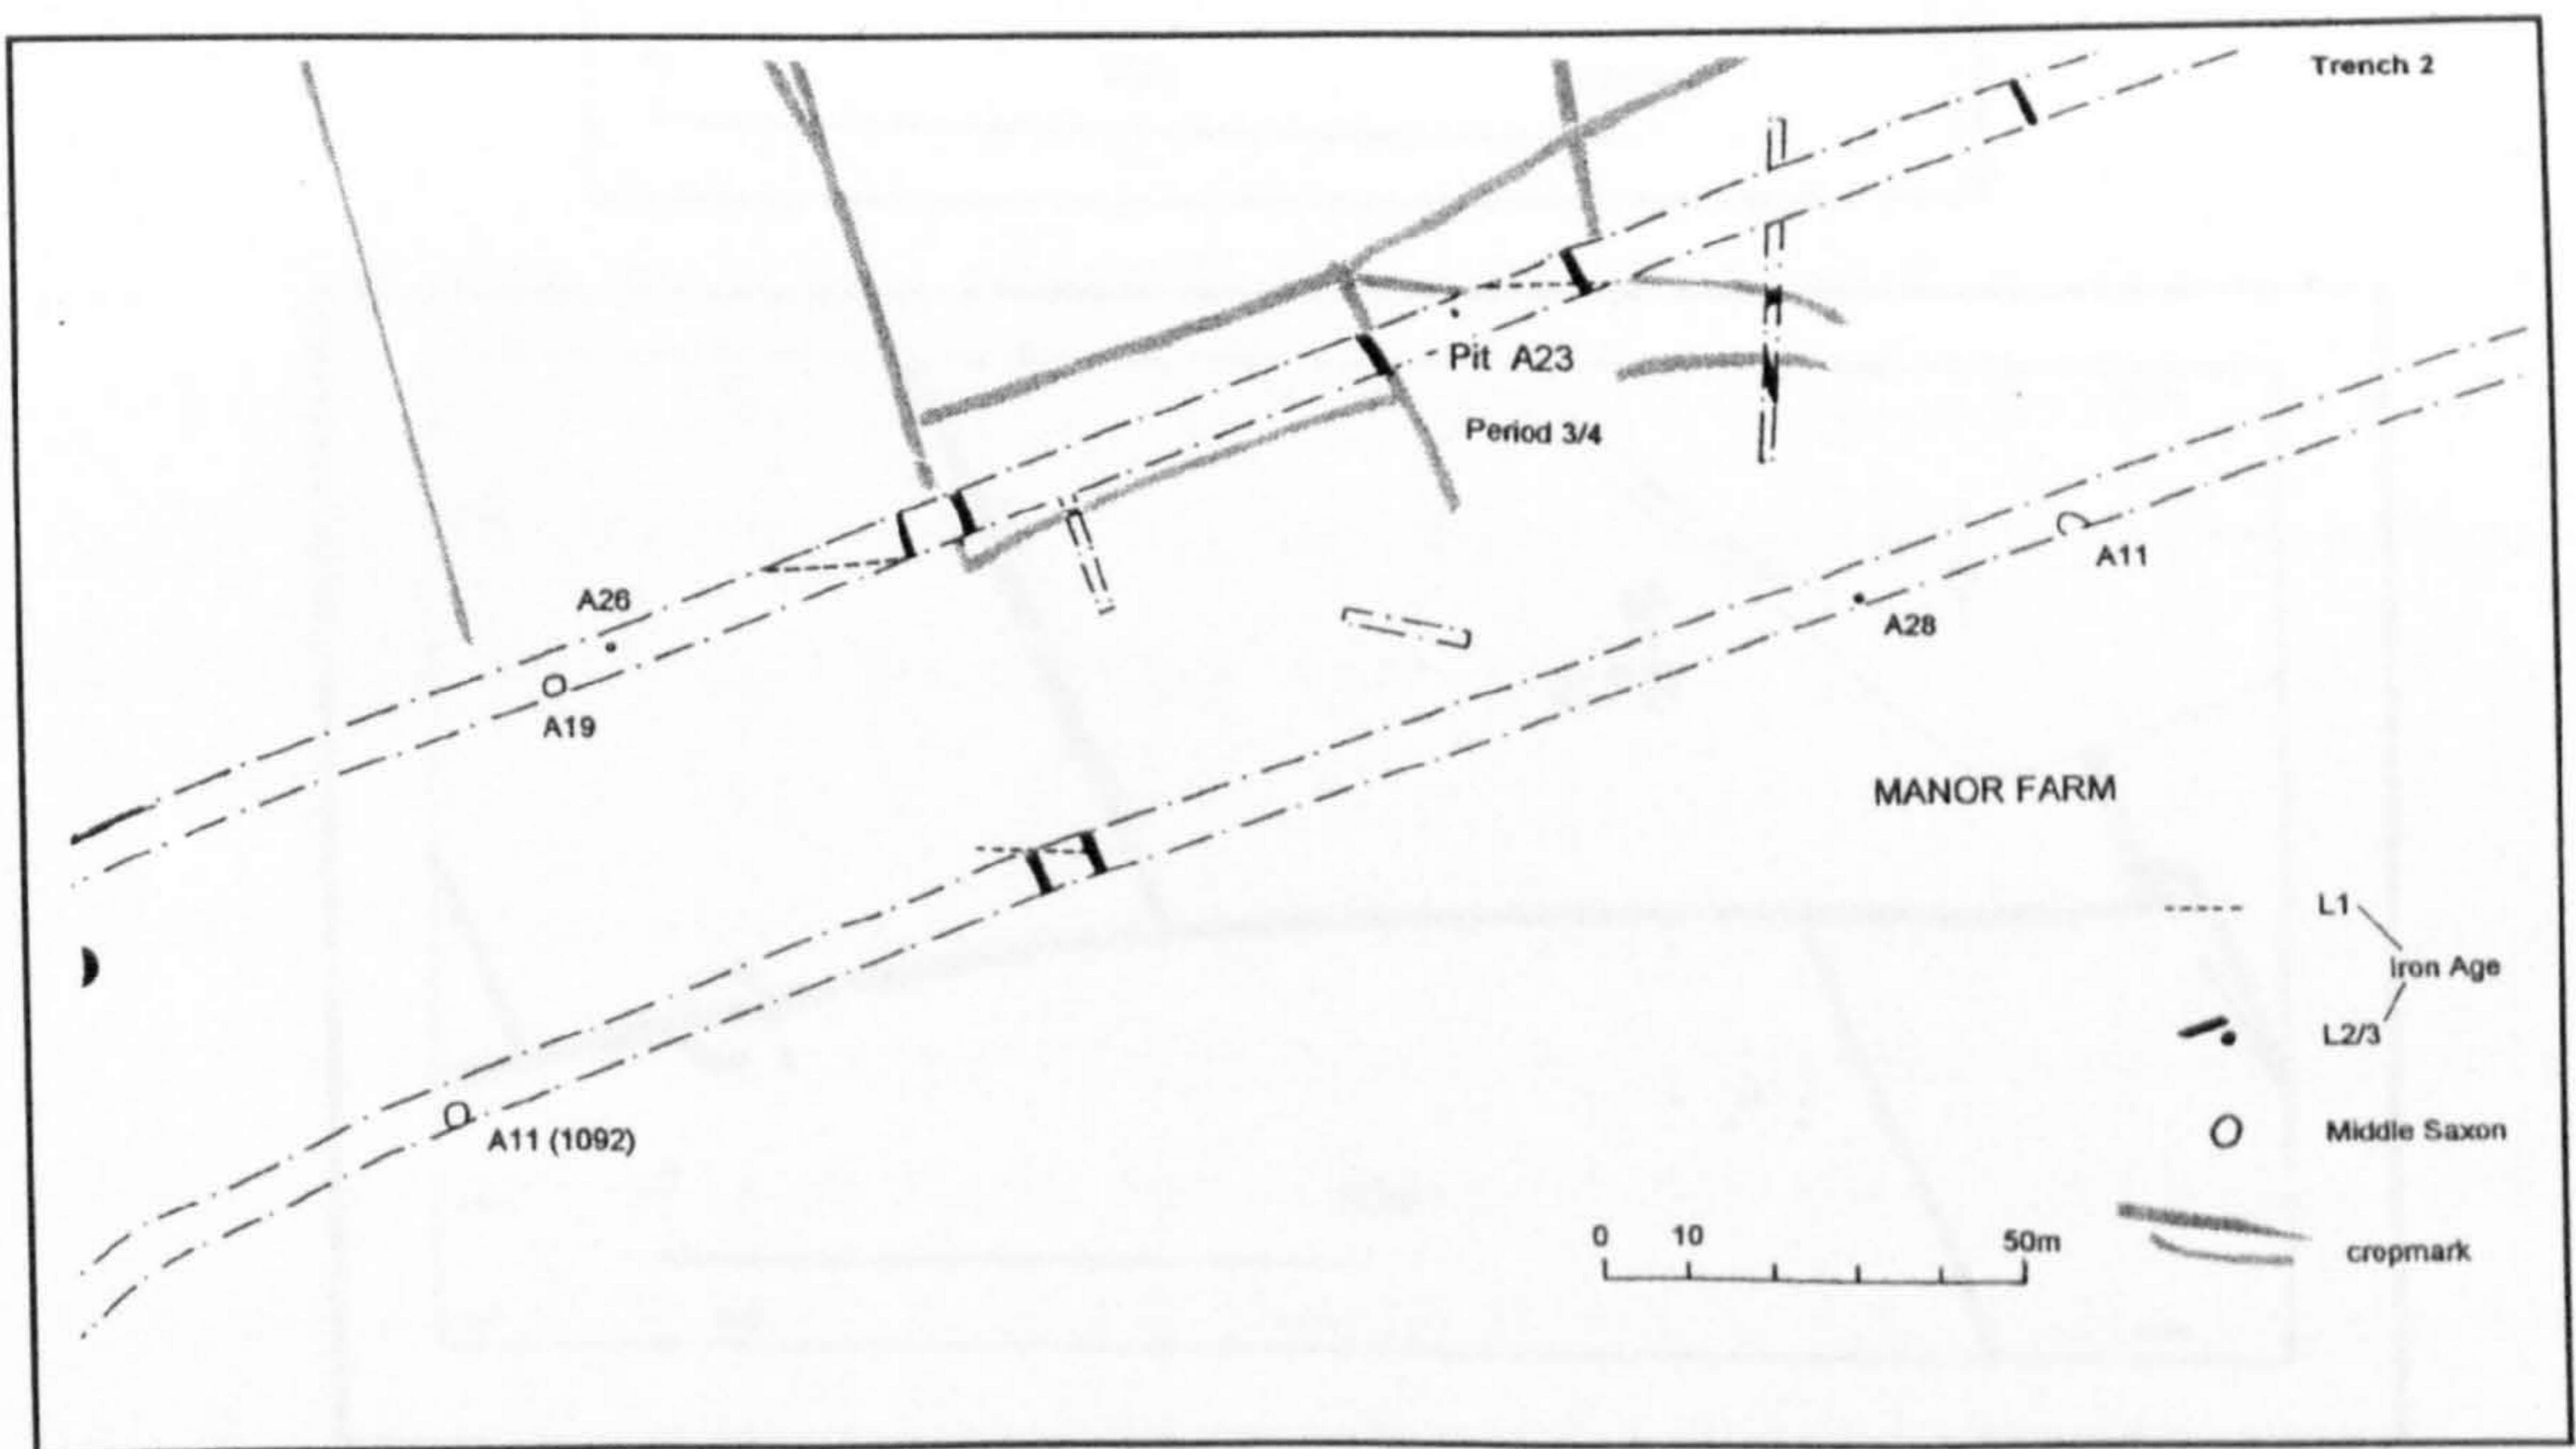 Trench 2
Pit A23
Period 3/4
A11
A28
A26
A19
MANOR FARM
L1
Iron Age
L2/3
A11 (1092)
Middle Saxon
0 10 50m
cropmark